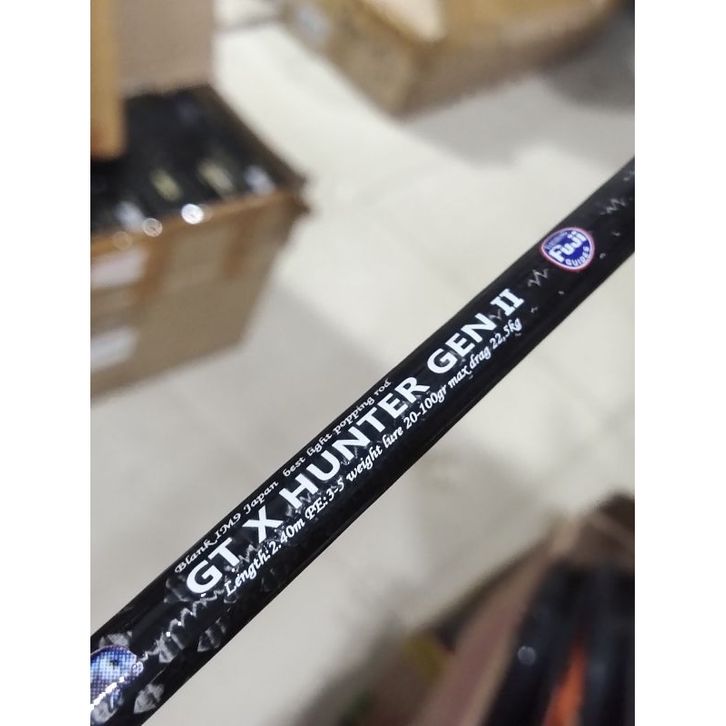 Blank IM9 Japan best light popping rod
GT X HUNTER GEN II
Length: 2.40m PE: 3-5 weight lure 20-100gr max drag 22,5kg
Fuji
GUIDES